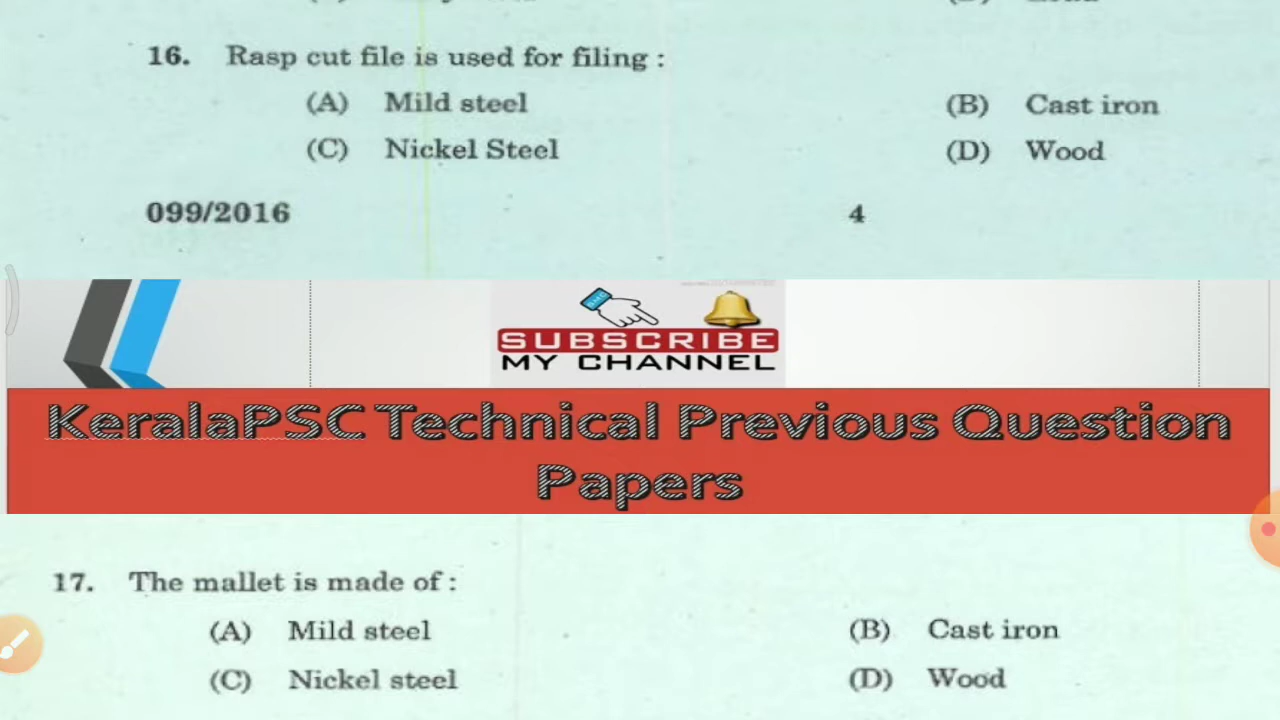 16. Rasp cut file is used for filing :
(A) Mild steel (B) Cast iron
(C) Nickel Steel (D) Wood
099/2016 4
SUBSCRIBE
MY CHANNEL
KeralaPSC Technical Previous Question
Papers
17. The mallet is made of :
(A) Mild steel (B) Cast iron
(C) Nickel steel (D) Wood